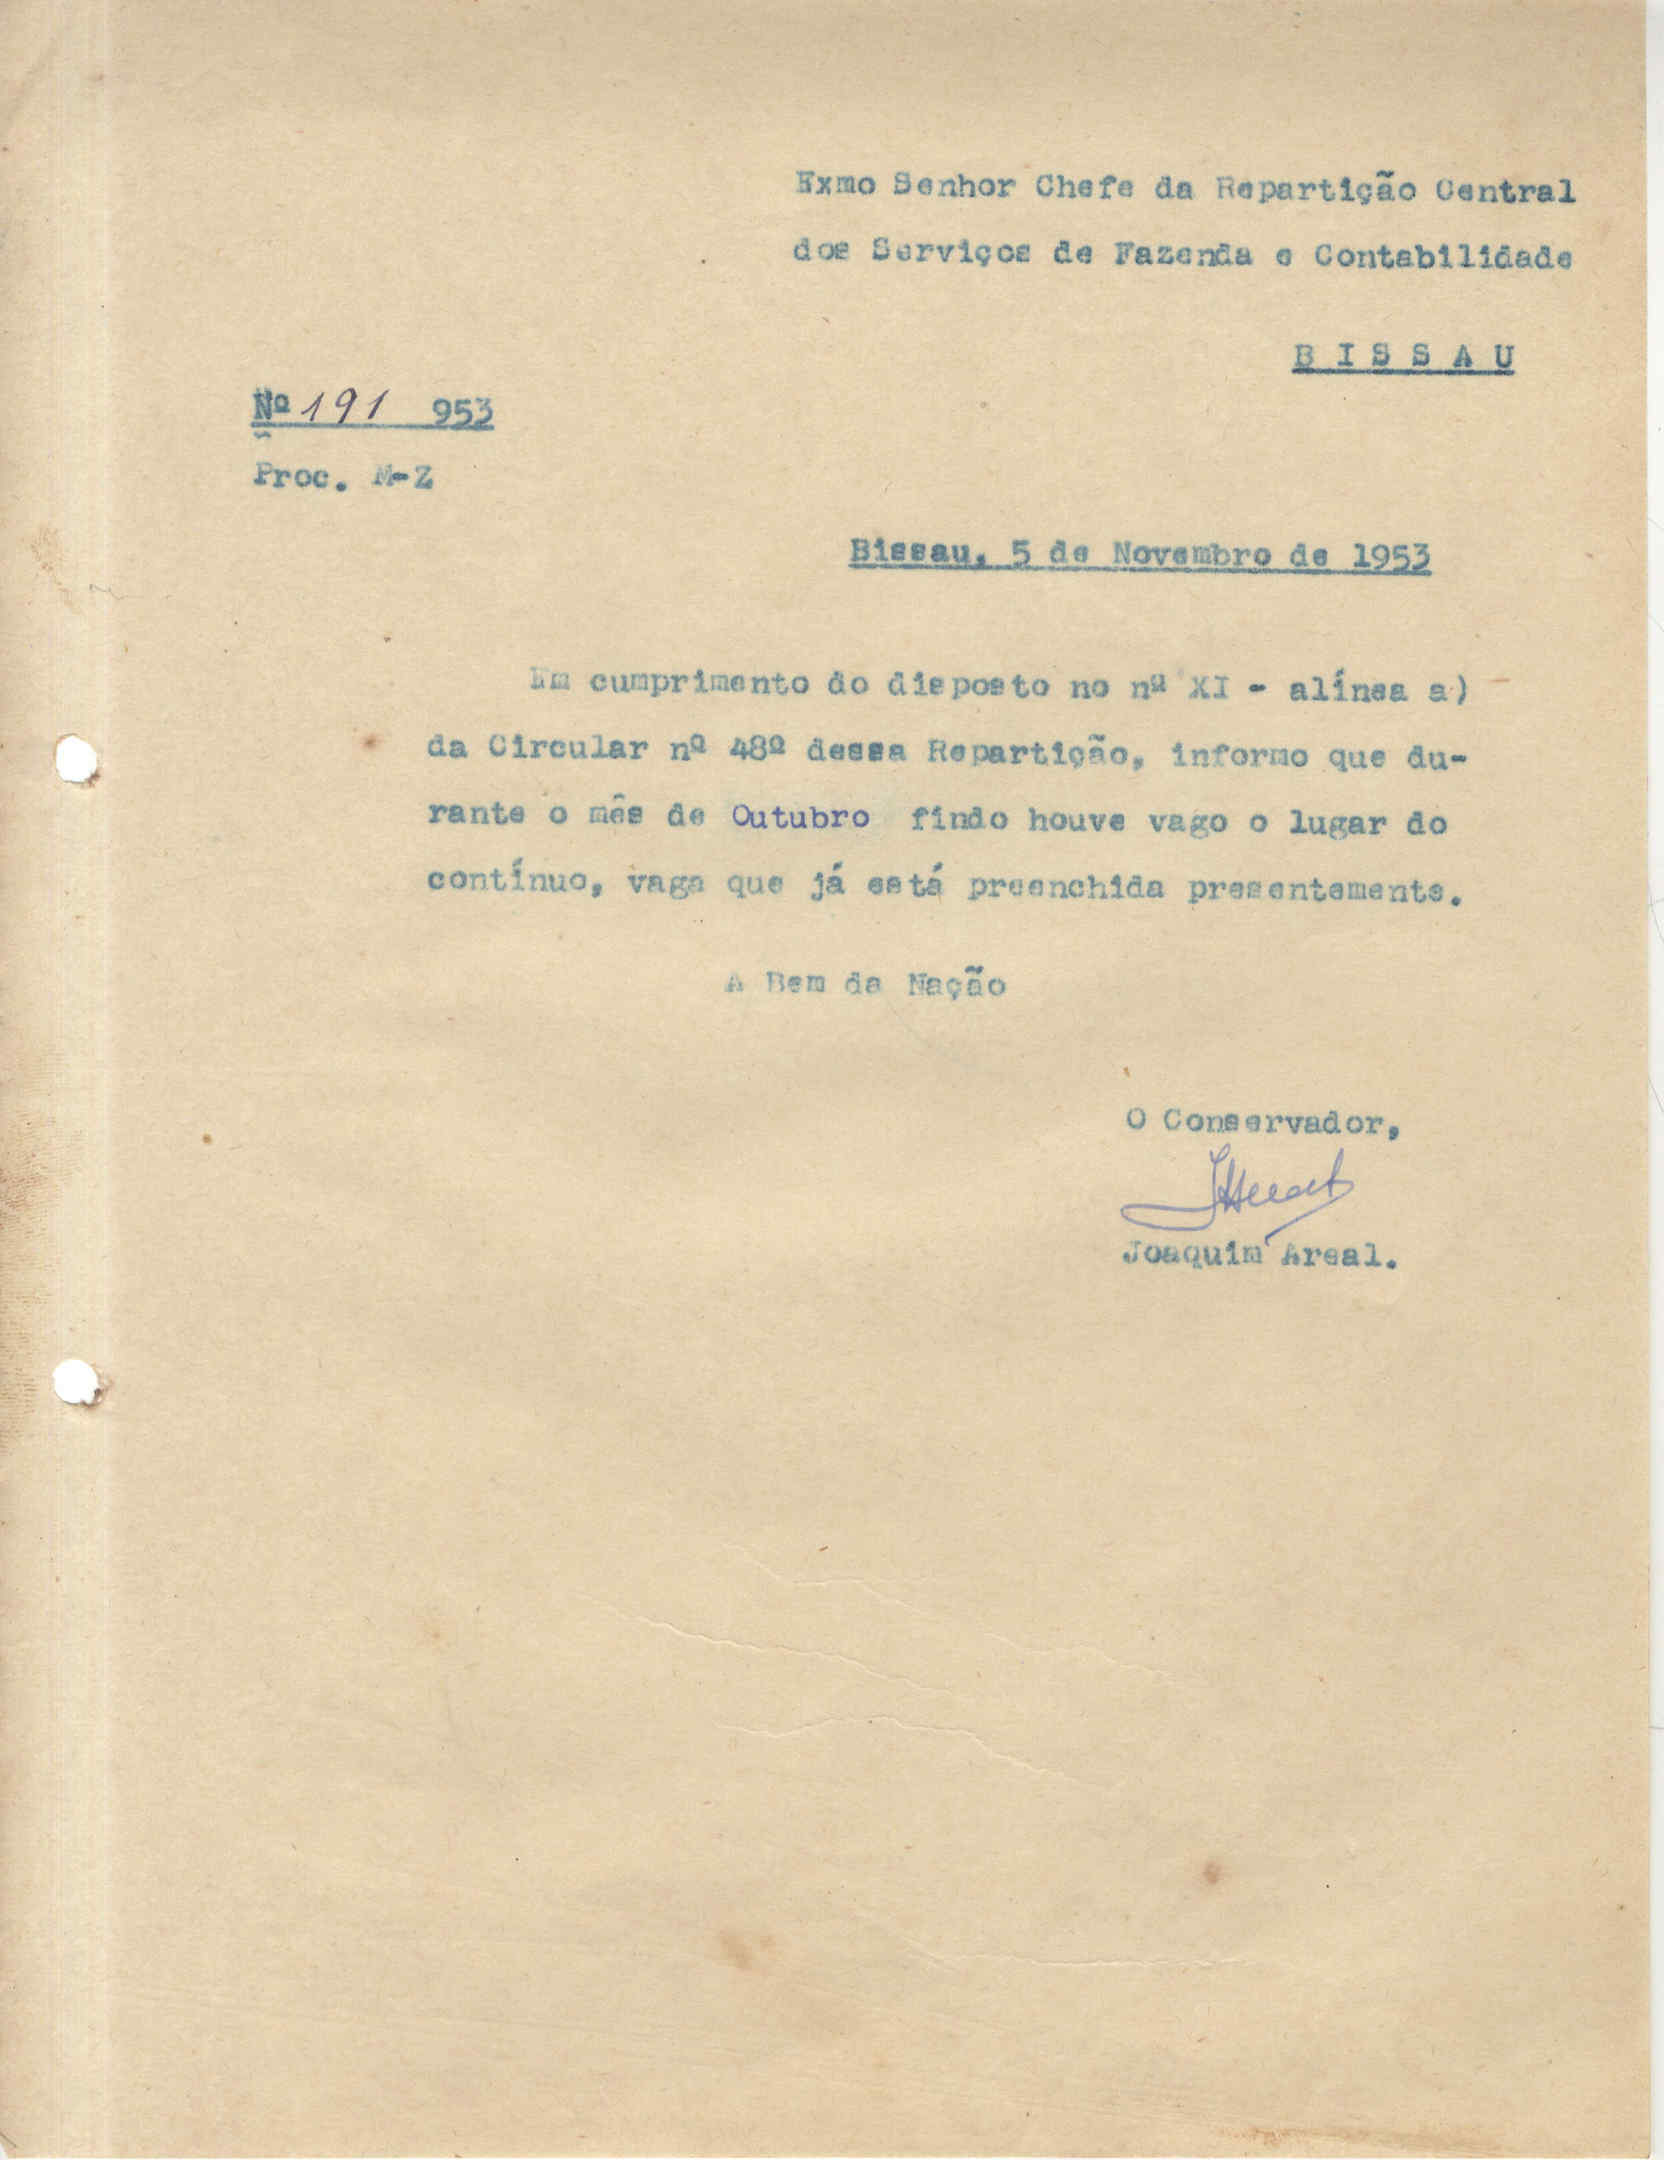 Exmo Senhor Chefe da Repartição Central
dos Serviços de Fazenda e Contabilidade
B I S S A U
Nº 191 953
Proc. M-Z
Bissau, 5 de Novembro de 1953
Em cumprimento do disposto no nº XI - alínea a)
da Circular nº 48º dessa Repartição, informo que du-
rante o mês de Outubro findo houve vago o lugar do
contínuo, vaga que já está preenchida presentemente.
A Bem da Nação
O Conservador,
Joaquim Areal.